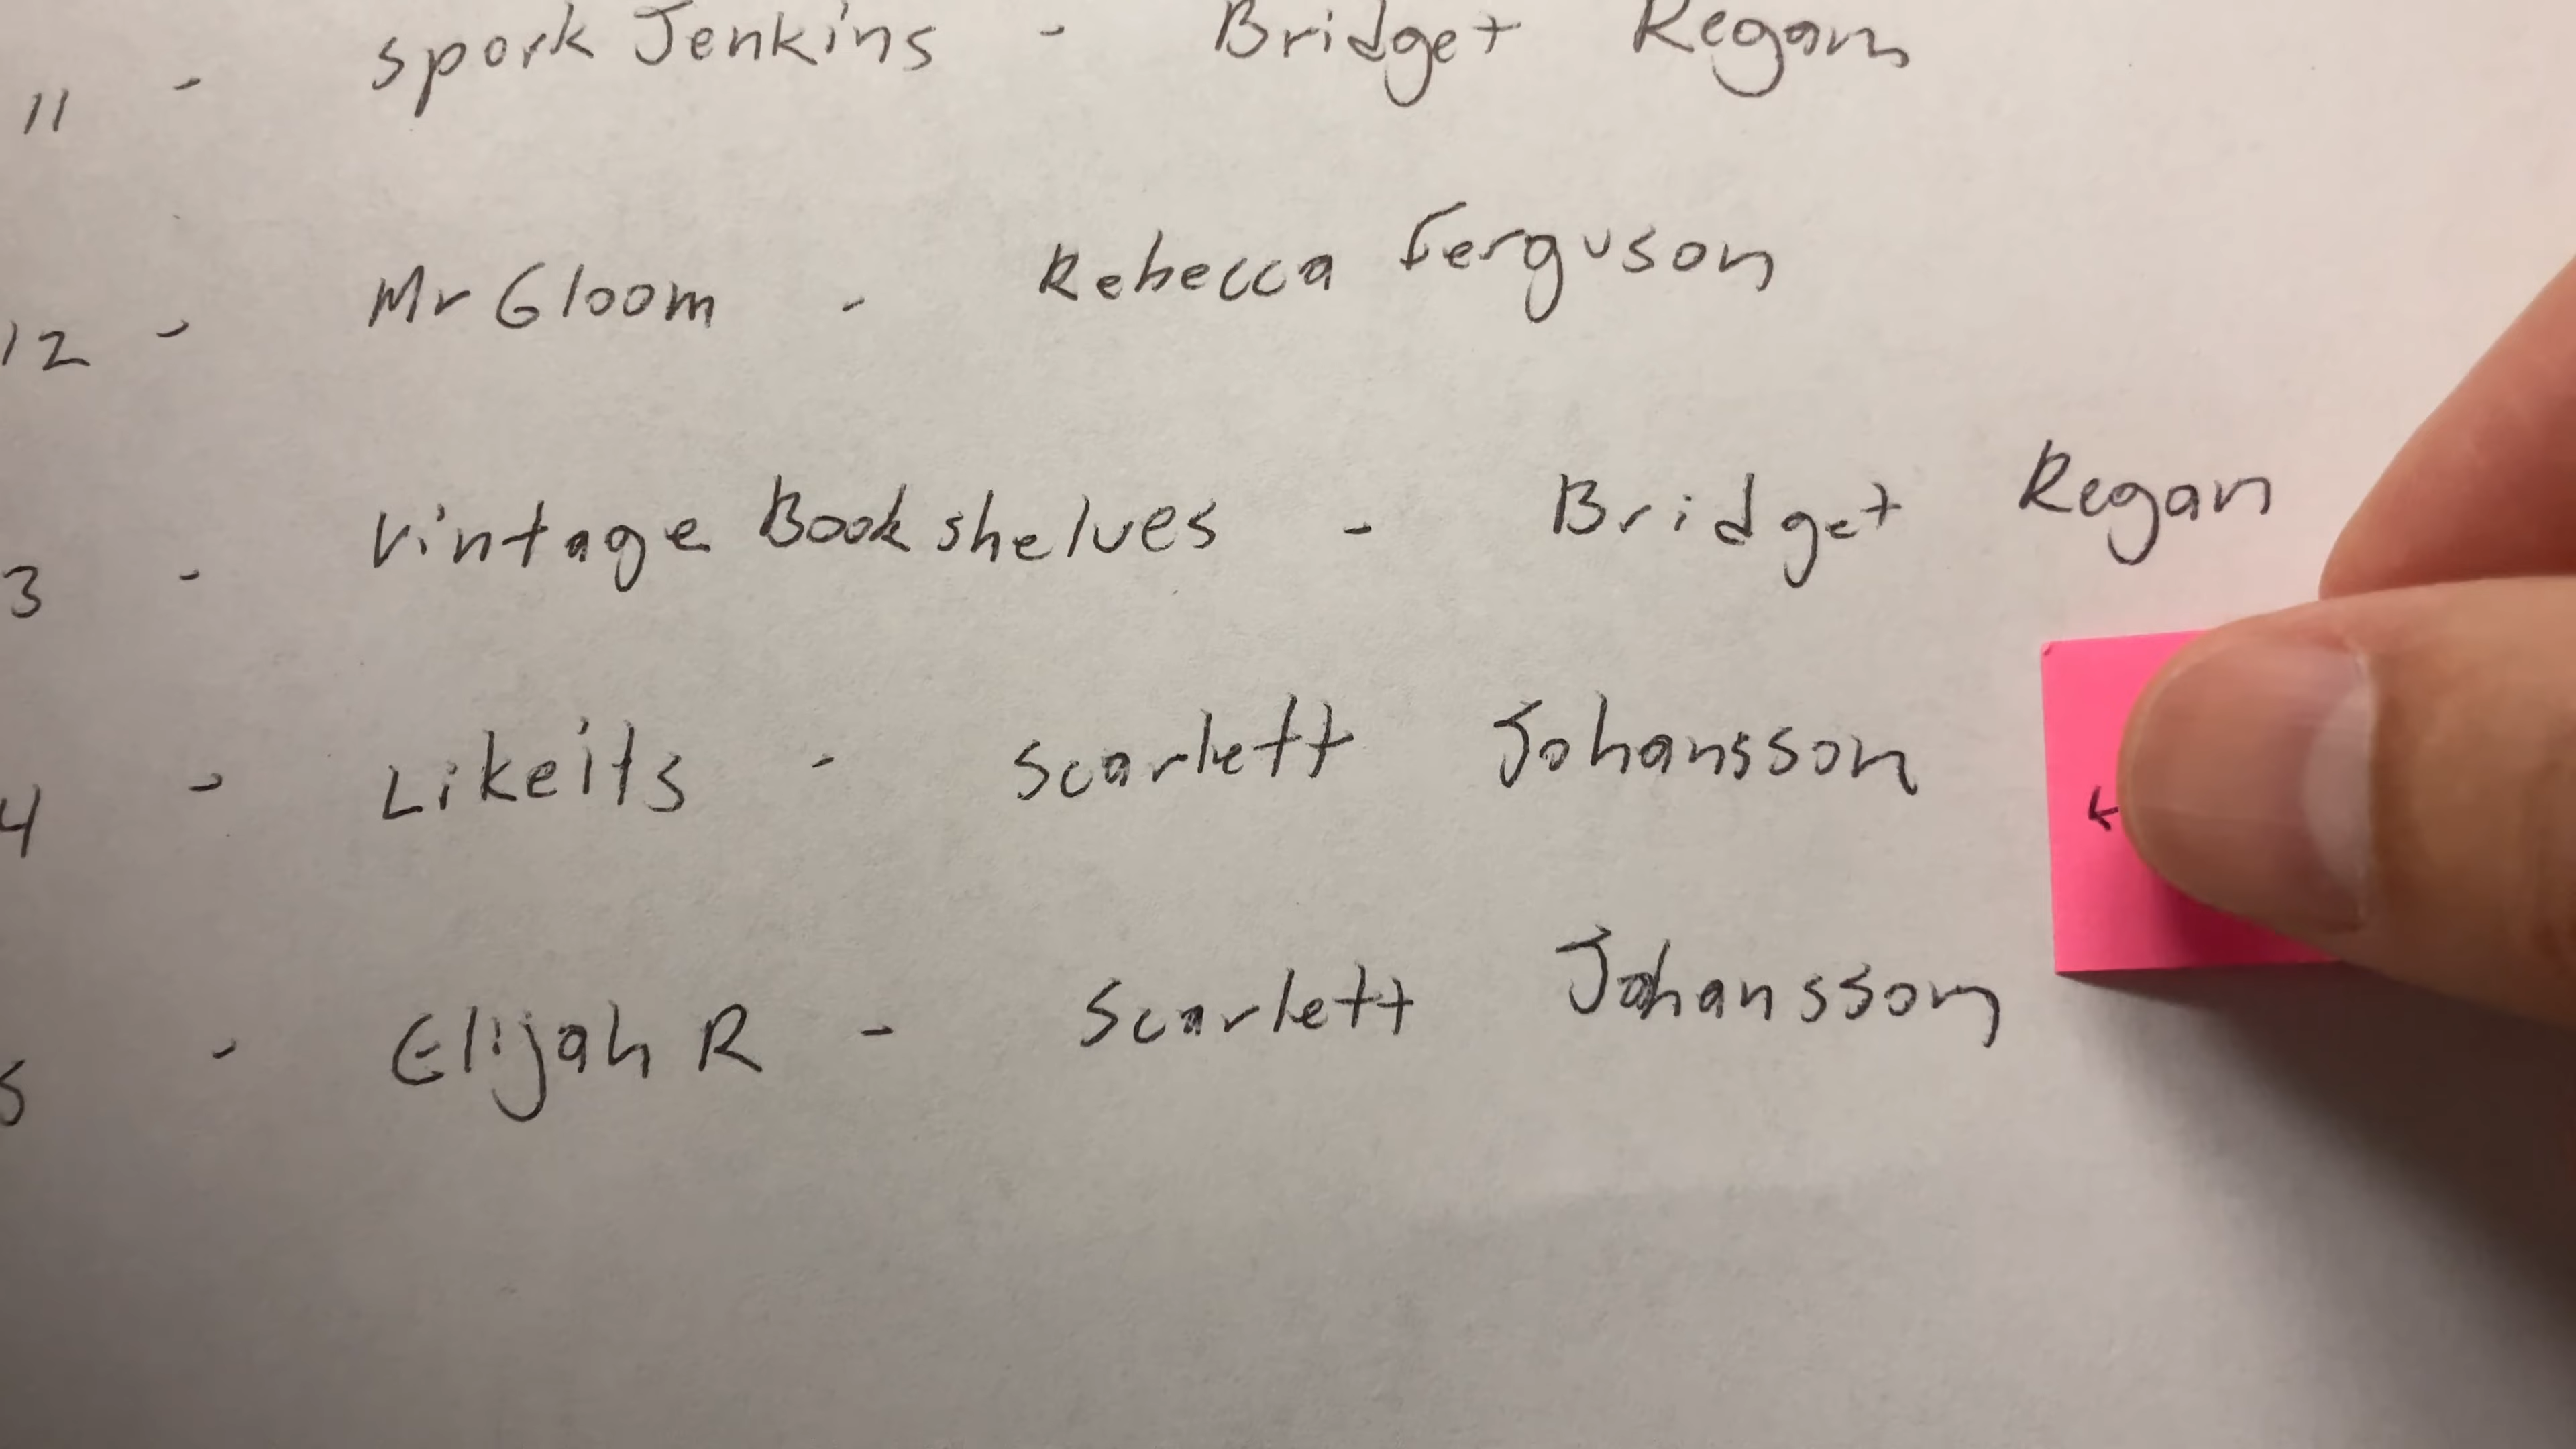 11 - Spork Jenkins - Bridget Regan
12 - Mr Gloom - Rebecca Ferguson
3 - Vintage Bookshelves - Bridget Regan
4 - Likeits - Scarlett Johansson
5 - Elijah R - Scarlett Johansson